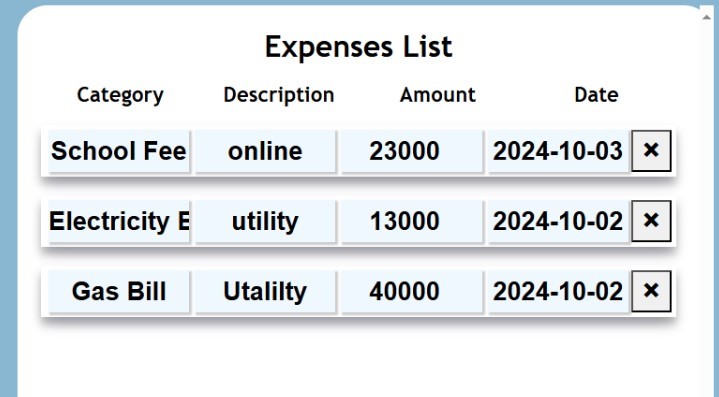 Expenses List
Category Description Amount Date
School Fee online 23000 2024-10-03 ×
Electricity utility 13000 2024-10-02 ×
Gas Bill Utalilty 40000 2024-10-02 ×